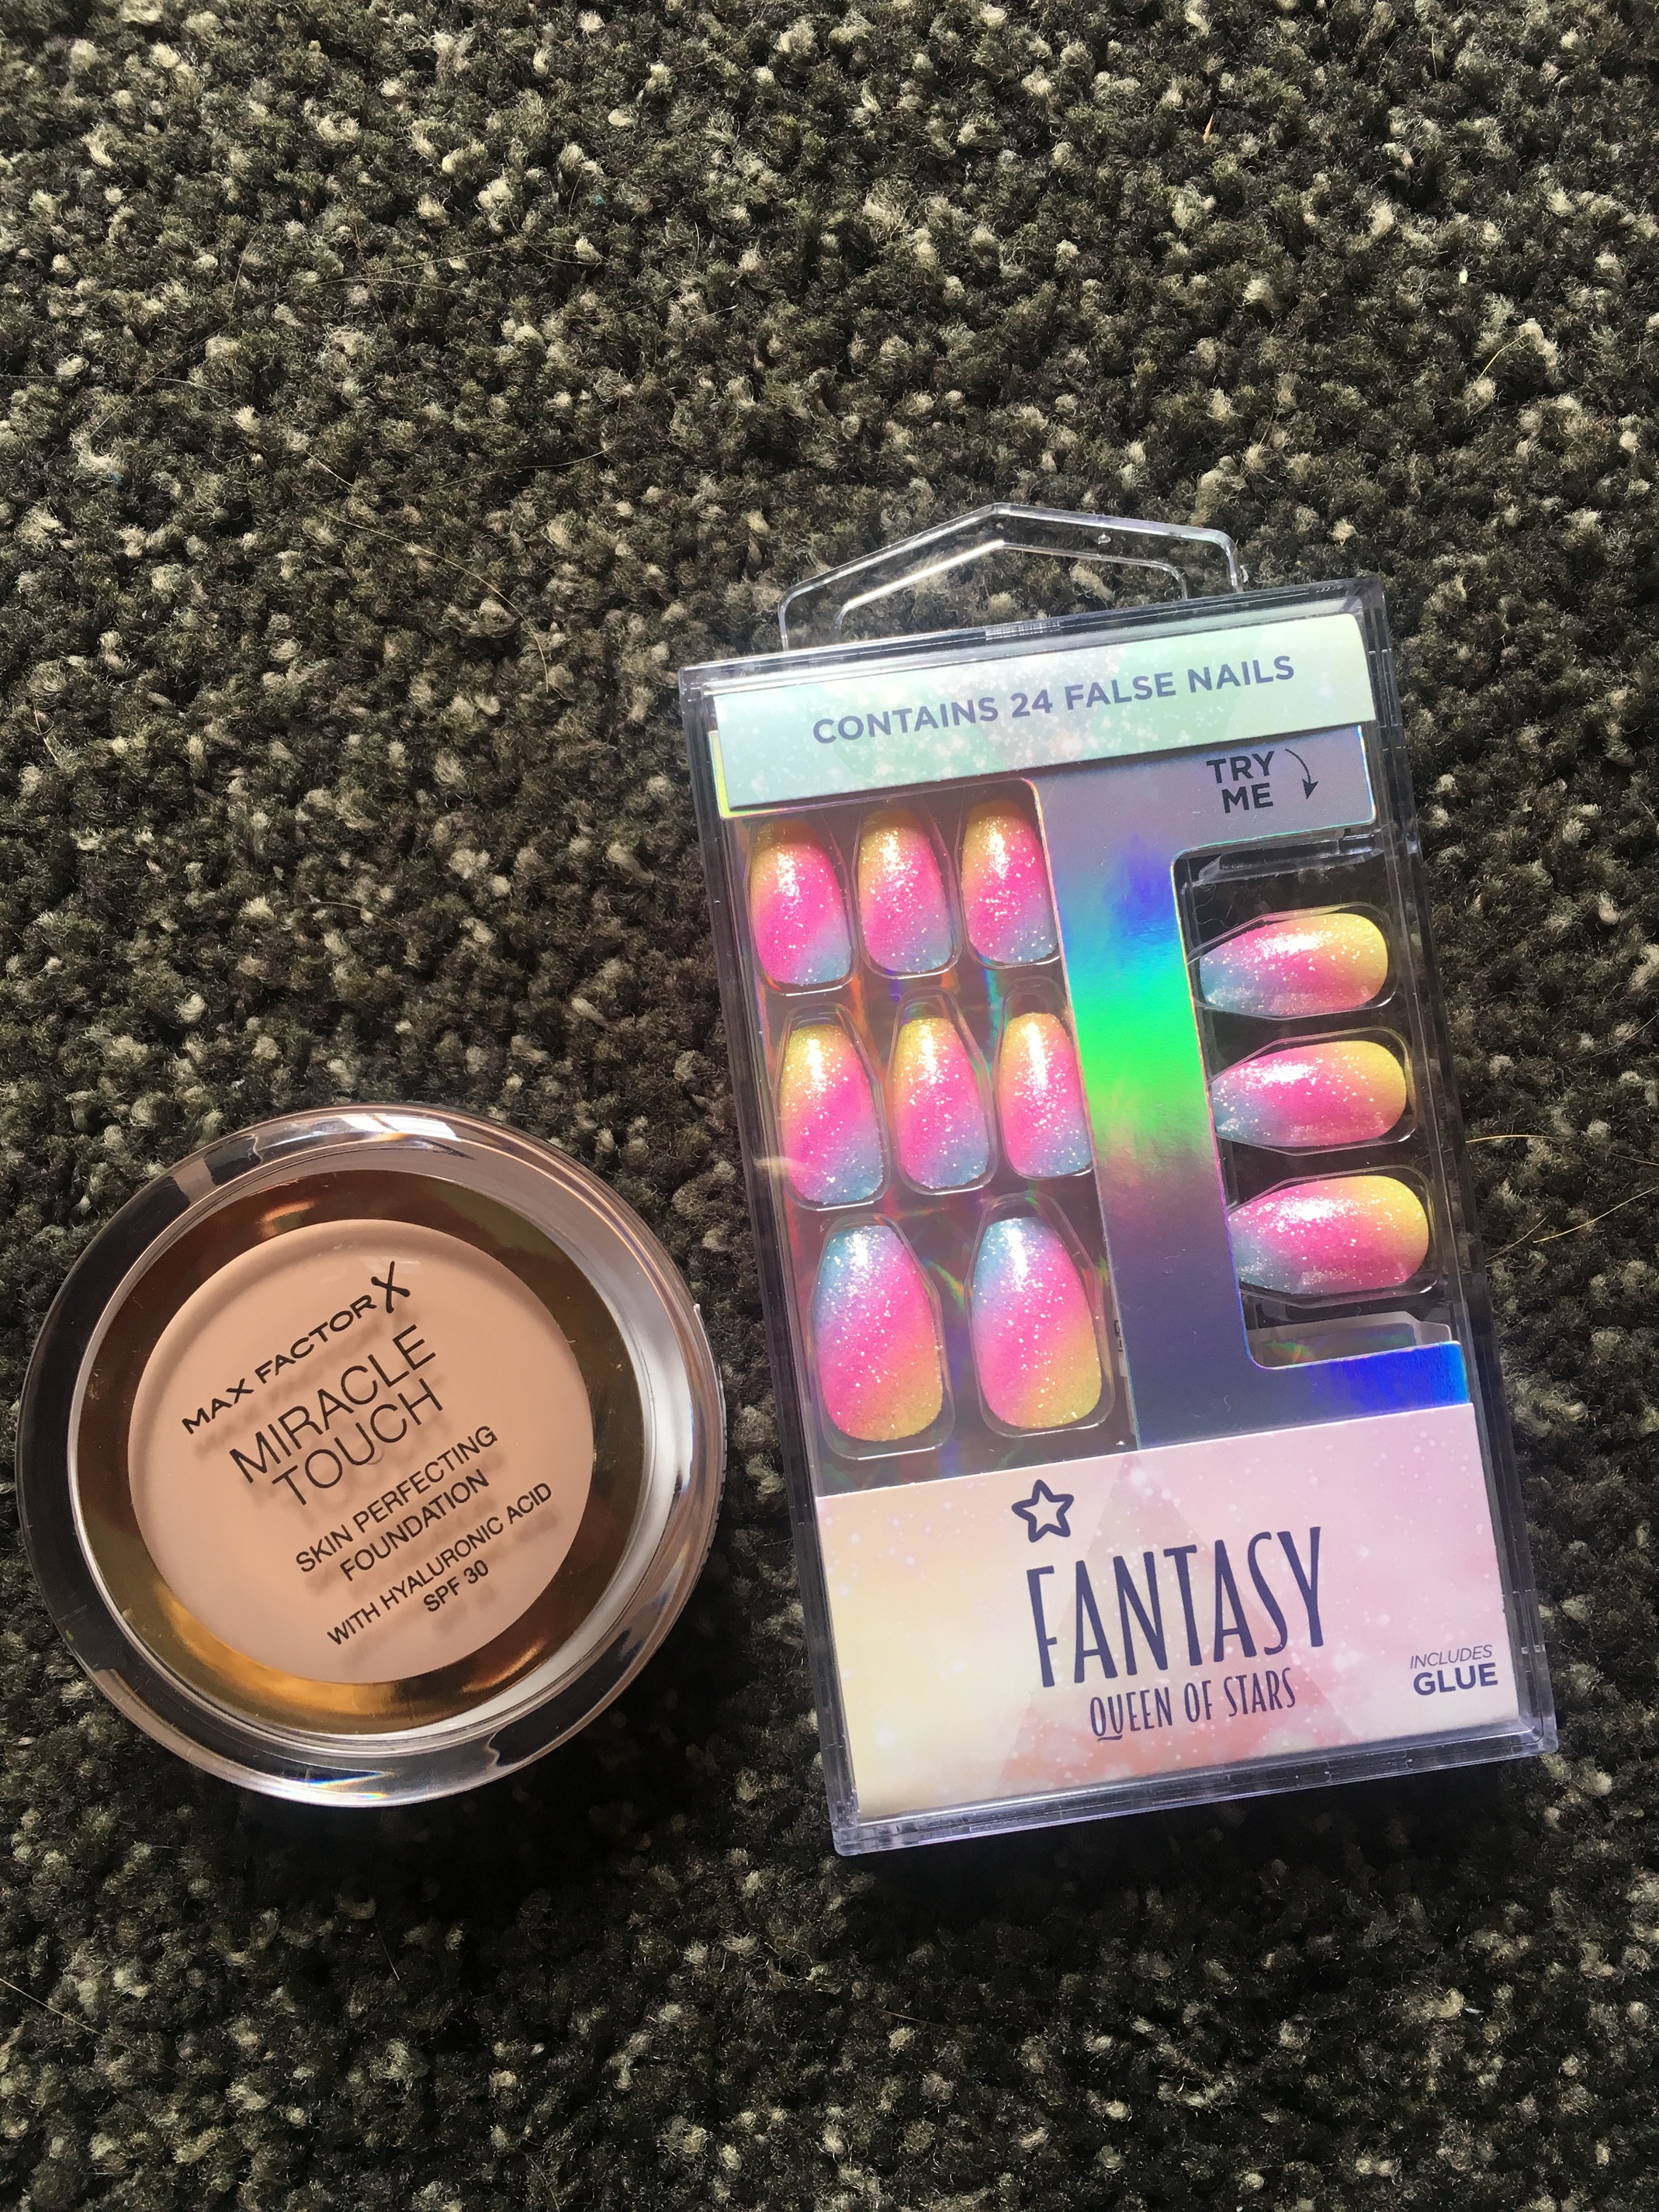 MAX FACTOR X
MIRACLE
TOUCH
SKIN PERFECTING
FOUNDATION
WITH HYALURONIC ACID
SPF 30
CONTAINS 24 FALSE NAILS
TRY
ME
FANTASY
QUEEN OF STARS
INCLUDES
GLUE